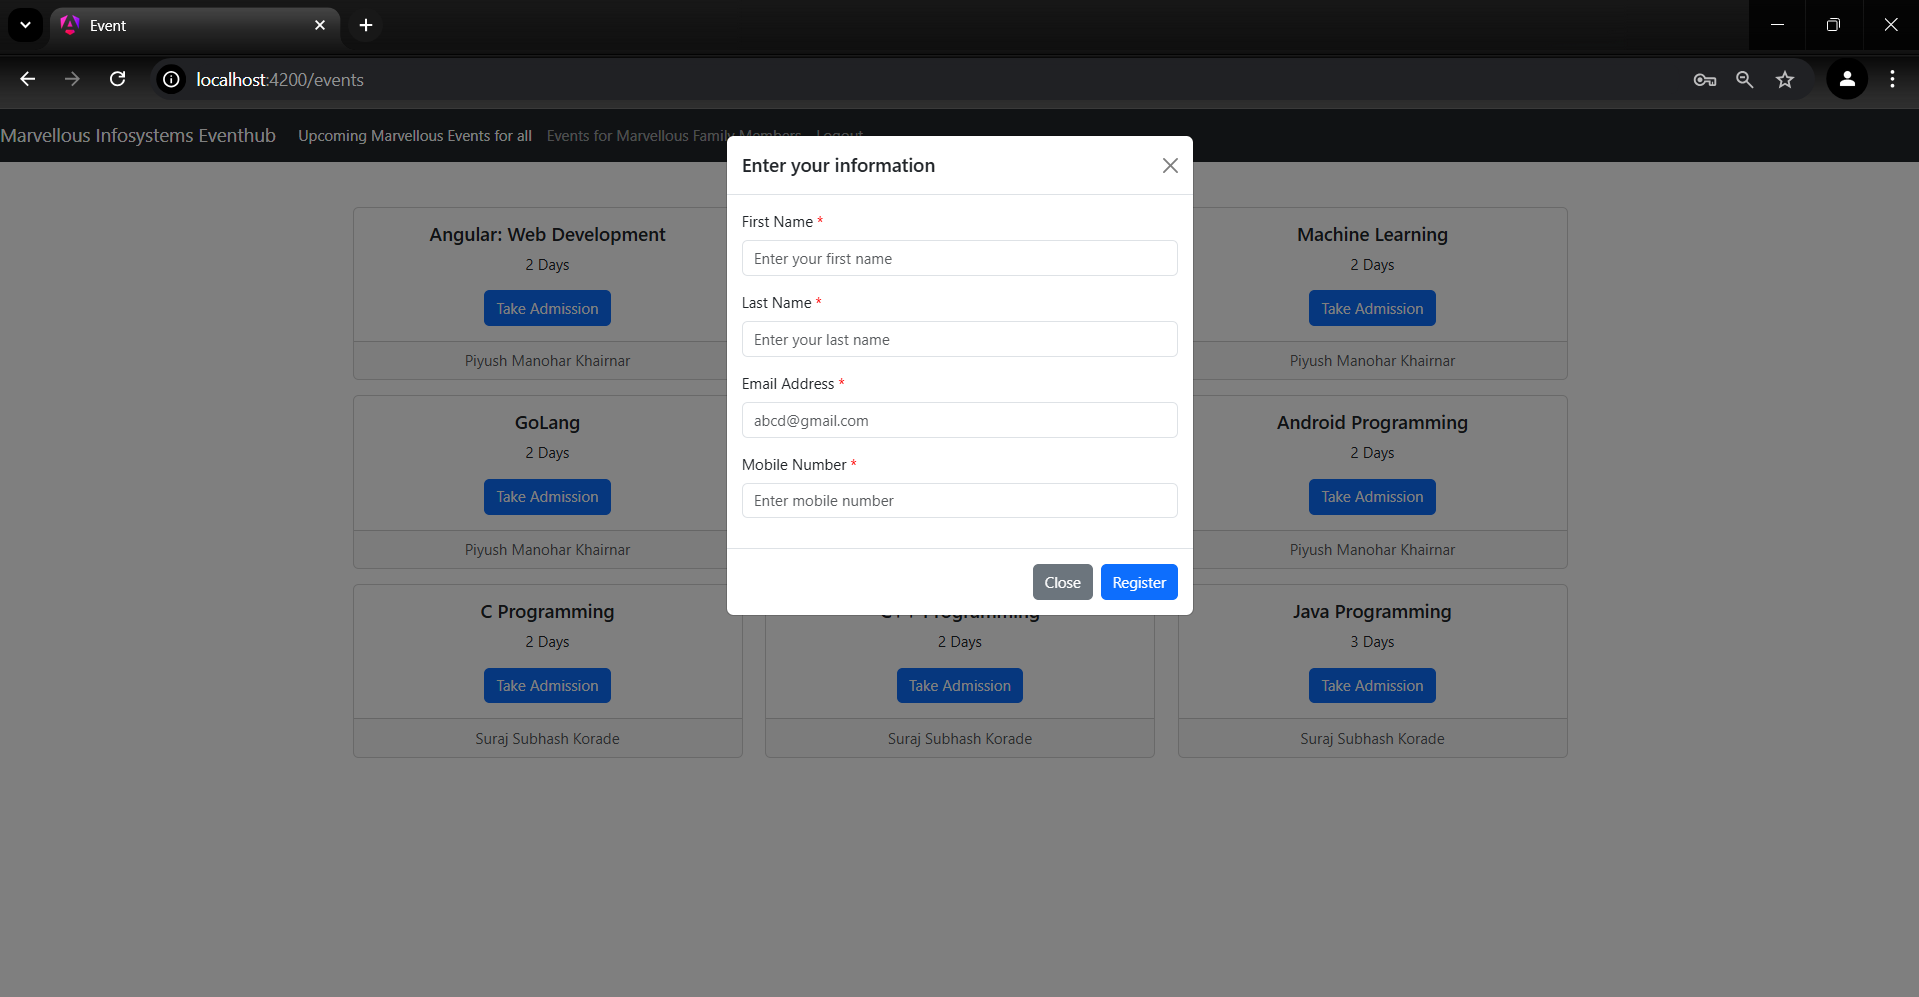 Event
localhost:4200/events
Marvellous Infosystems Eventhub Upcoming Marvellous Events for all Events for Marvellous Family Members Logout
Enter your information
First Name *
Enter your first name
Last Name *
Enter your last name
Email Address *
abcd@gmail.com
Mobile Number *
Enter mobile number
Close Register
Angular: Web Development
2 Days
Take Admission
Piyush Manohar Khairnar
Machine Learning
2 Days
Take Admission
Piyush Manohar Khairnar
GoLang
2 Days
Take Admission
Piyush Manohar Khairnar
Android Programming
2 Days
Take Admission
Piyush Manohar Khairnar
C Programming
2 Days
Take Admission
Suraj Subhash Korade
C++ Programming
2 Days
Take Admission
Suraj Subhash Korade
Java Programming
3 Days
Take Admission
Suraj Subhash Korade